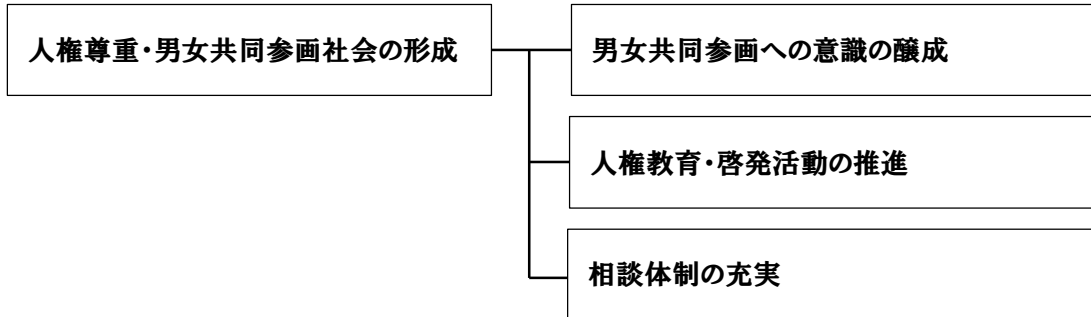 人権尊重・男女共同参画社会の形成
男女共同参画への意識の醸成
人権教育・啓発活動の推進
相談体制の充実